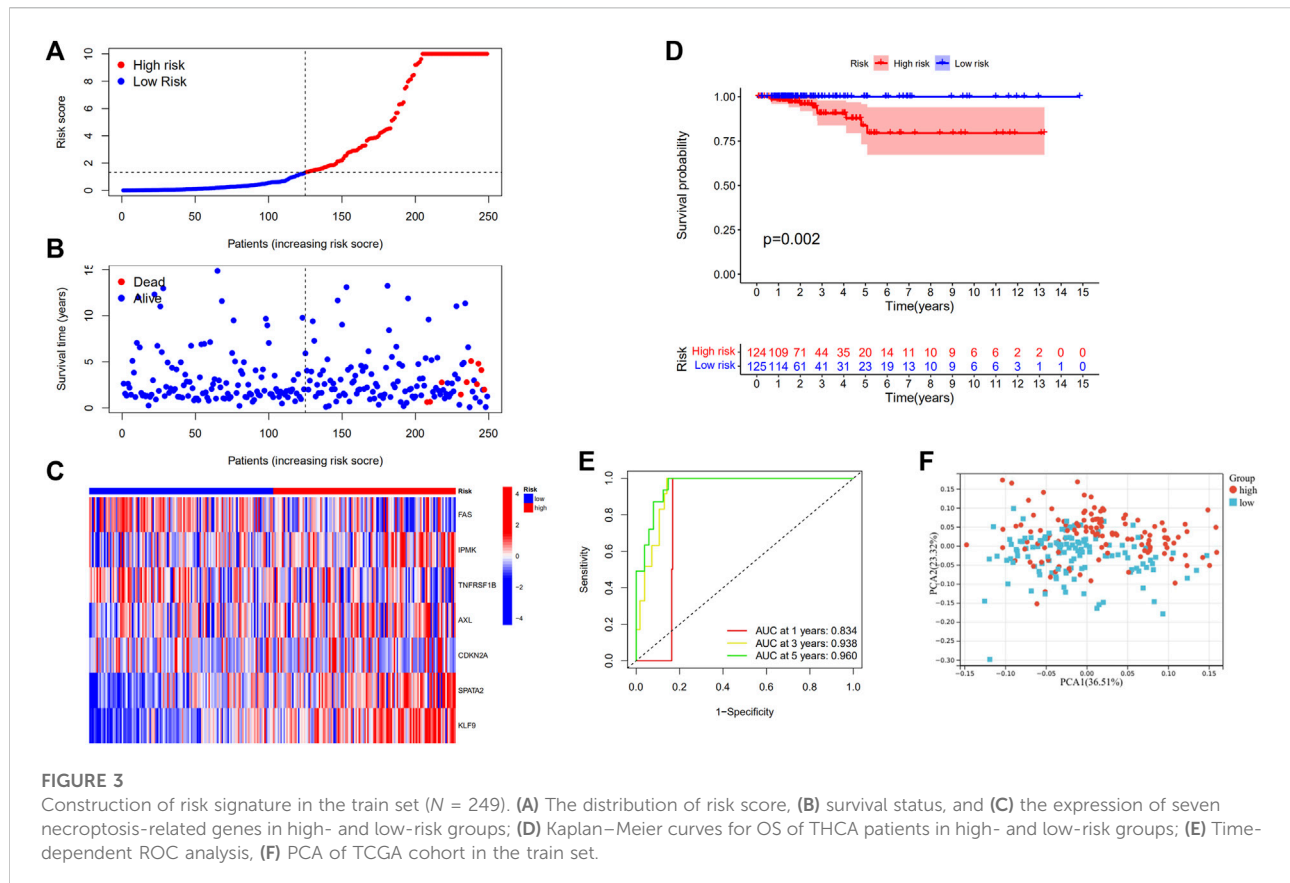 A
High risk
Low Risk
Risk score
0 2 4 6 8 10
0 50 100 150 200 250
Patients (increasing risk socre)
B
Dead
Alive
Survival time (years)
0 5 10 15
0 50 100 150 200 250
Patients (increasing risk socre)
C
Risk
FAS
IPMK
TNFRSF1B
AXL
CDKN2A
SPATA2
KLF9
4
2
0
−2
−4
Risk
low
high
D
Risk High risk Low risk
Survival probability
1.00
0.75
0.50
0.25
0.00
p=0.002
0 1 2 3 4 5 6 7 8 9 10 11 12 13 14 15
Time(years)
Risk
High risk 124 109 71 44 35 20 14 11 10 9 6 6 2 2 0 0
Low risk 125 114 61 41 31 23 19 13 10 9 6 6 3 1 1 0
0 1 2 3 4 5 6 7 8 9 10 11 12 13 14 15
Time(years)
E
Sensitivity
0.0 0.2 0.4 0.6 0.8 1.0
AUC at 1 years: 0.834
AUC at 3 years: 0.938
AUC at 5 years: 0.960
0.0 0.2 0.4 0.6 0.8 1.0
1−Specificity
F
Group
high
low
PCA2(23.32%)
0.15
0.10
0.05
0.00
−0.05
−0.10
−0.15
−0.20
−0.25
−0.30
−0.15 −0.10 −0.05 0.00 0.05 0.10 0.15
PCA1(36.51%)
FIGURE 3
Construction of risk signature in the train set (N = 249). (A) The distribution of risk score, (B) survival status, and (C) the expression of seven
necroptosis-related genes in high- and low-risk groups; (D) Kaplan–Meier curves for OS of THCA patients in high- and low-risk groups; (E) Time-
dependent ROC analysis, (F) PCA of TCGA cohort in the train set.